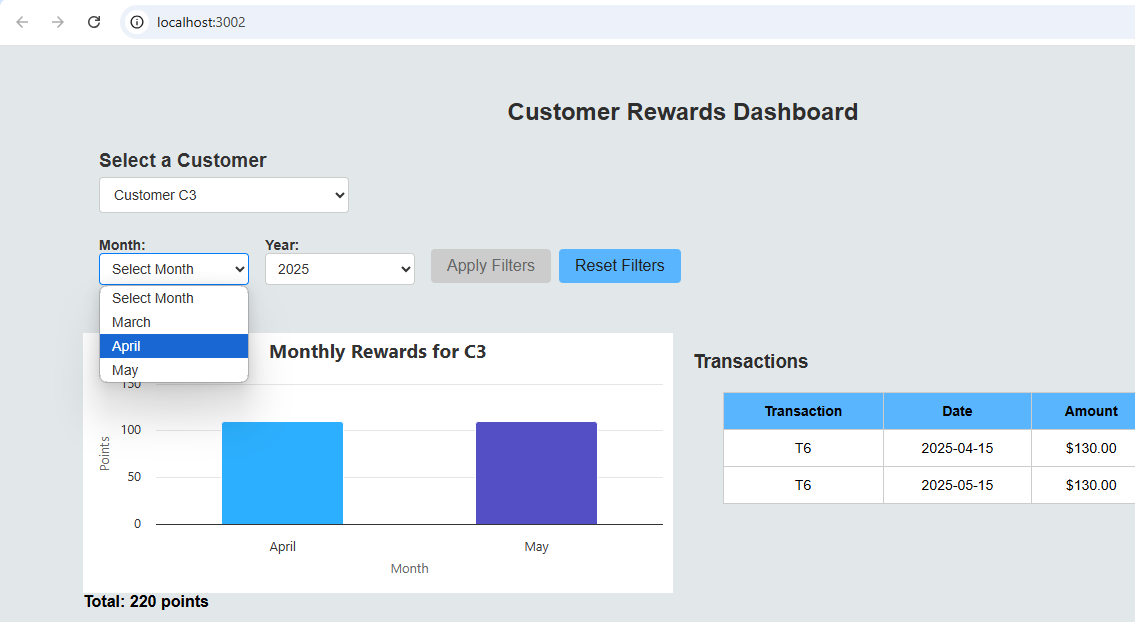 localhost:3002
Customer Rewards Dashboard
Select a Customer
Customer C3
Month:
Year:
Select Month
2025
Apply Filters
Reset Filters
Select Month
March
April
May
Monthly Rewards for C3
150
100
50
0
Points
April
May
Month
Total: 220 points
Transactions
Transaction Date Amount
T6 2025-04-15 $130.00
T6 2025-05-15 $130.00